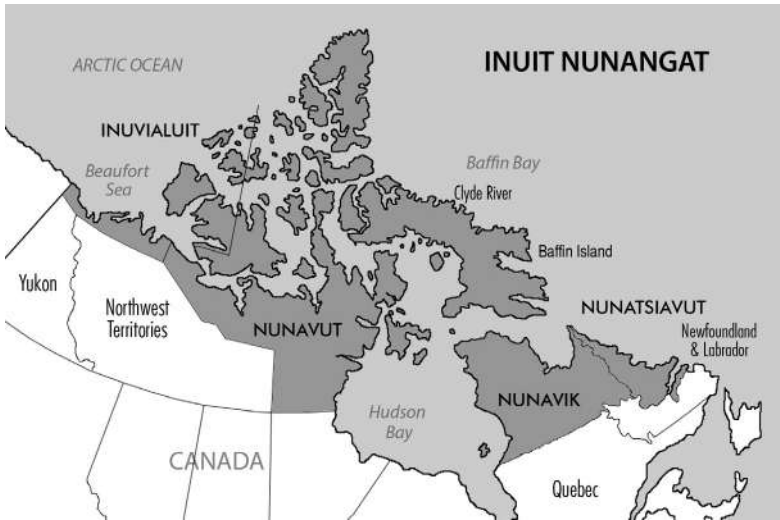 ARCTIC OCEAN
INUIT NUNANGAT
INUVIALUIT
Beaufort
Sea
Baffin Bay
Clyde River
Baffin Island
Yukon
Northwest
Territories
NUNAVUT
NUNATSIAVUT
Newfoundland
& Labrador
NUNAVIK
Hudson
Bay
CANADA
Quebec